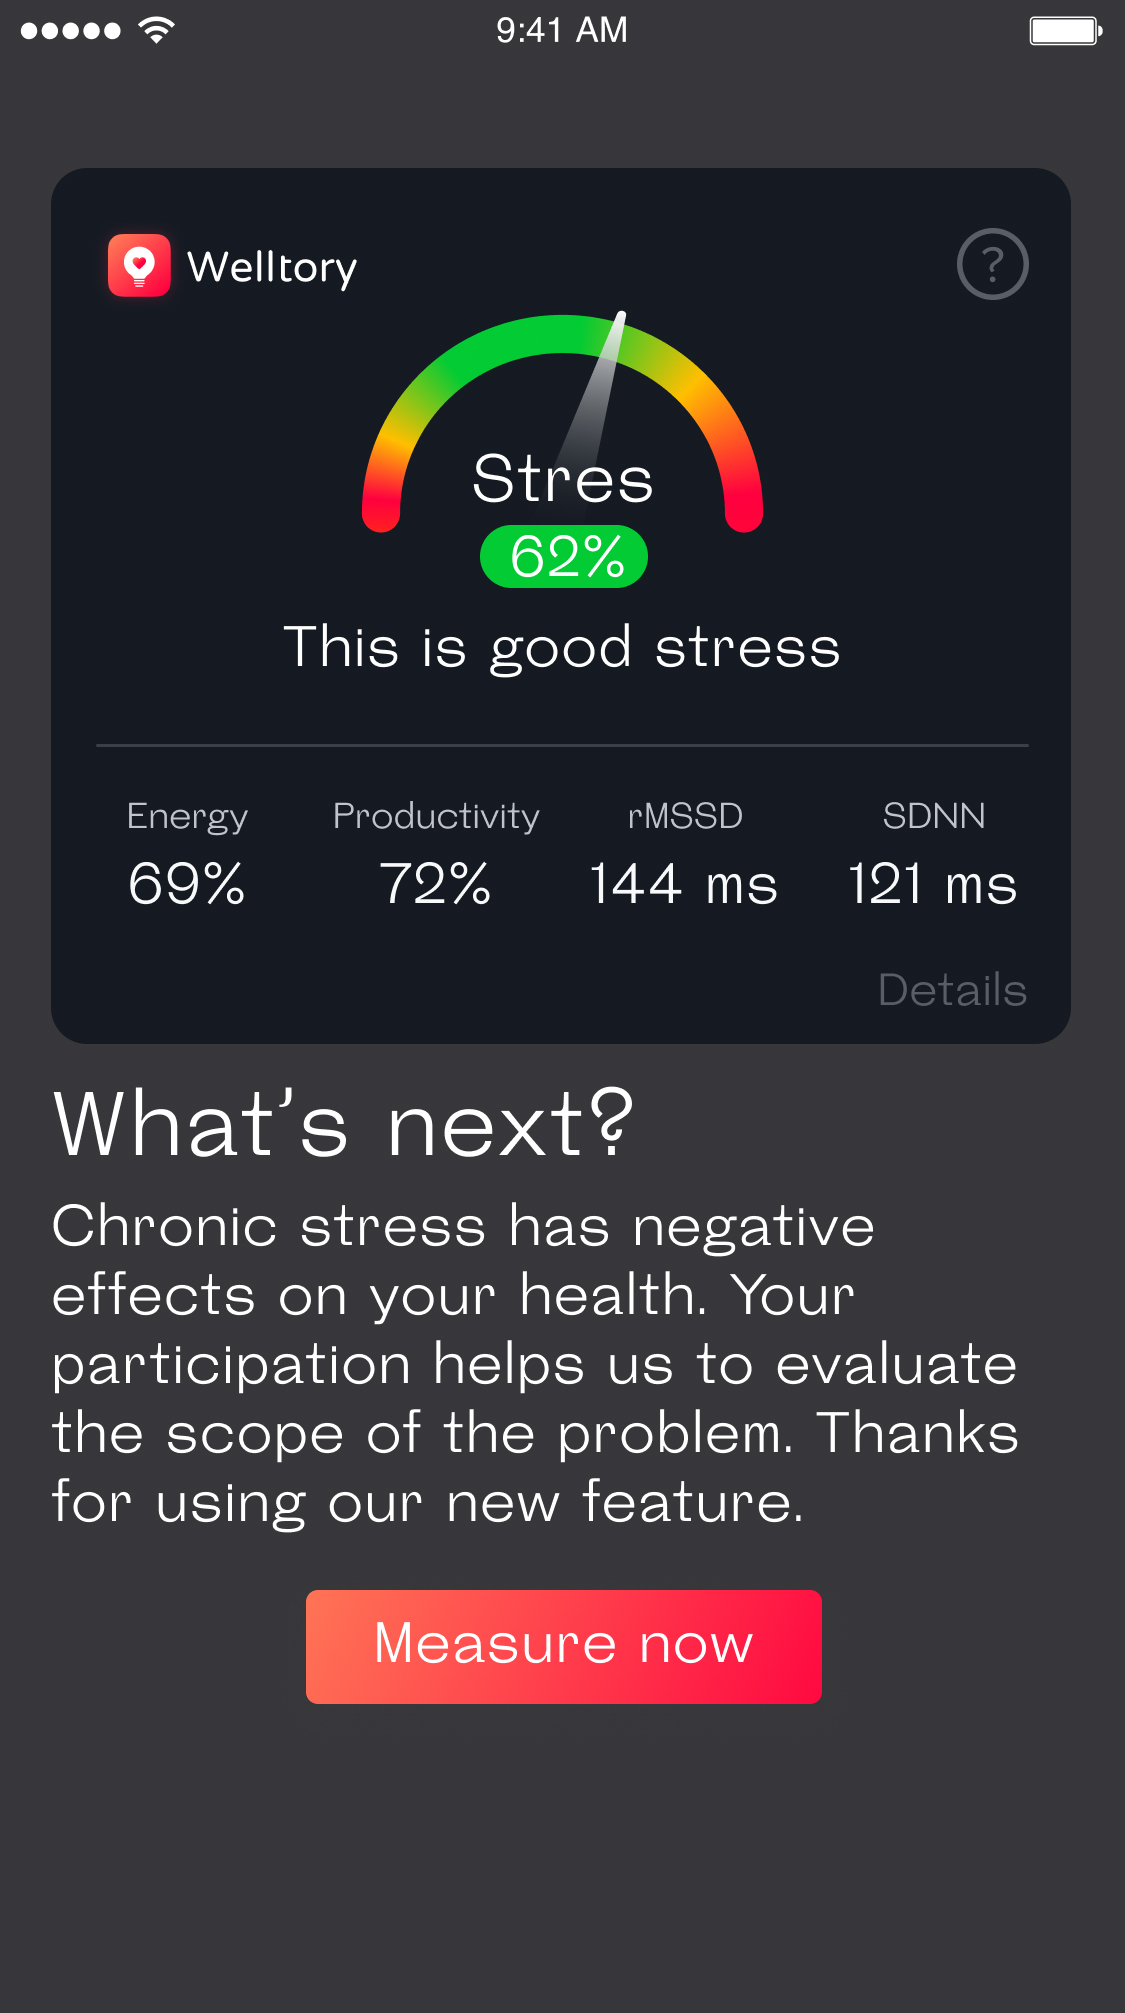 9:41 AM
Welltory
?
Stres
62%
This is good stress
Energy Productivity rMSSD SDNN
69% 72% 144 ms 121 ms
Details
What's next?
Chronic stress has negative
effects on your health. Your
participation helps us to evaluate
the scope of the problem. Thanks
for using our new feature.
Measure now